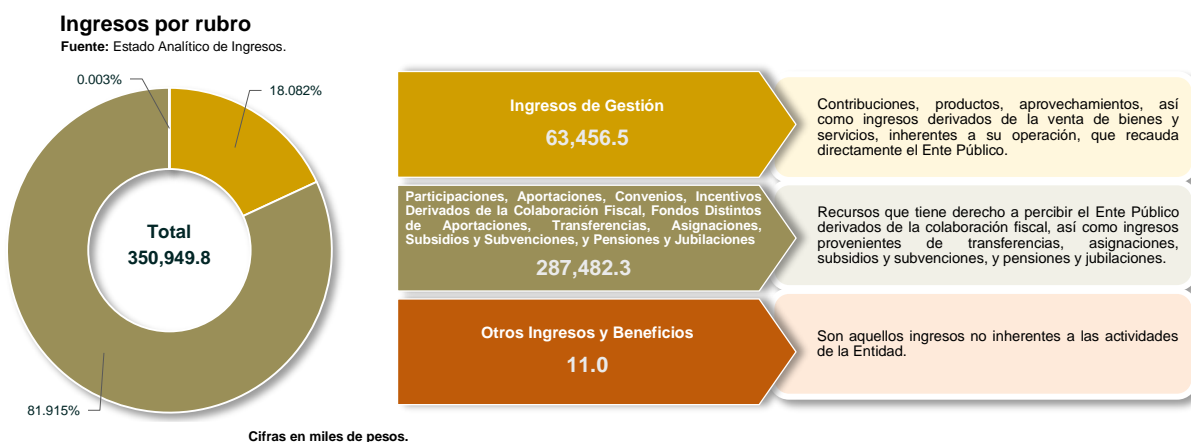 Ingresos por rubro
Fuente: Estado Analítico de Ingresos.
0.003%
18.082%
Total
350,949.8
81.915%
Ingresos de Gestión
63,456.5
Contribuciones, productos, aprovechamientos, así
como ingresos derivados de la venta de bienes y
servicios, inherentes a su operación, que recauda
directamente el Ente Público.
Participaciones, Aportaciones, Convenios, Incentivos
Derivados de la Colaboración Fiscal, Fondos Distintos
de Aportaciones, Transferencias, Asignaciones,
Subsidios y Subvenciones, y Pensiones y Jubilaciones
287,482.3
Recursos que tiene derecho a percibir el Ente Público
derivados de la colaboración fiscal, así como ingresos
provenientes de transferencias, asignaciones,
subsidios y subvenciones, y pensiones y jubilaciones.
Otros Ingresos y Beneficios
11.0
Son aquellos ingresos no inherentes a las actividades
de la Entidad.
Cifras en miles de pesos.